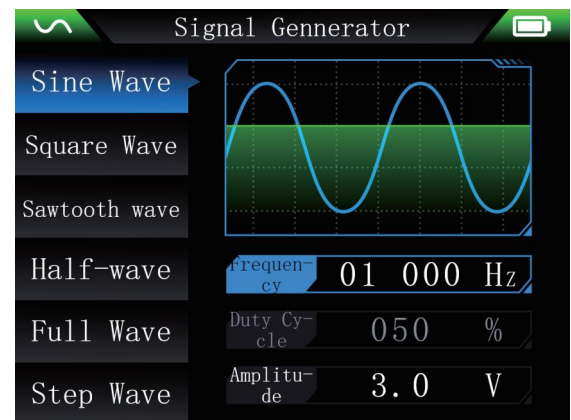 Signal Gennerator
Sine Wave
Square Wave
Sawtooth wave
Half-wave
Full Wave
Step Wave
Frequen-
cy
01 000 Hz
Duty Cy-
cle
050 %
Amplitu-
de
3.0 V